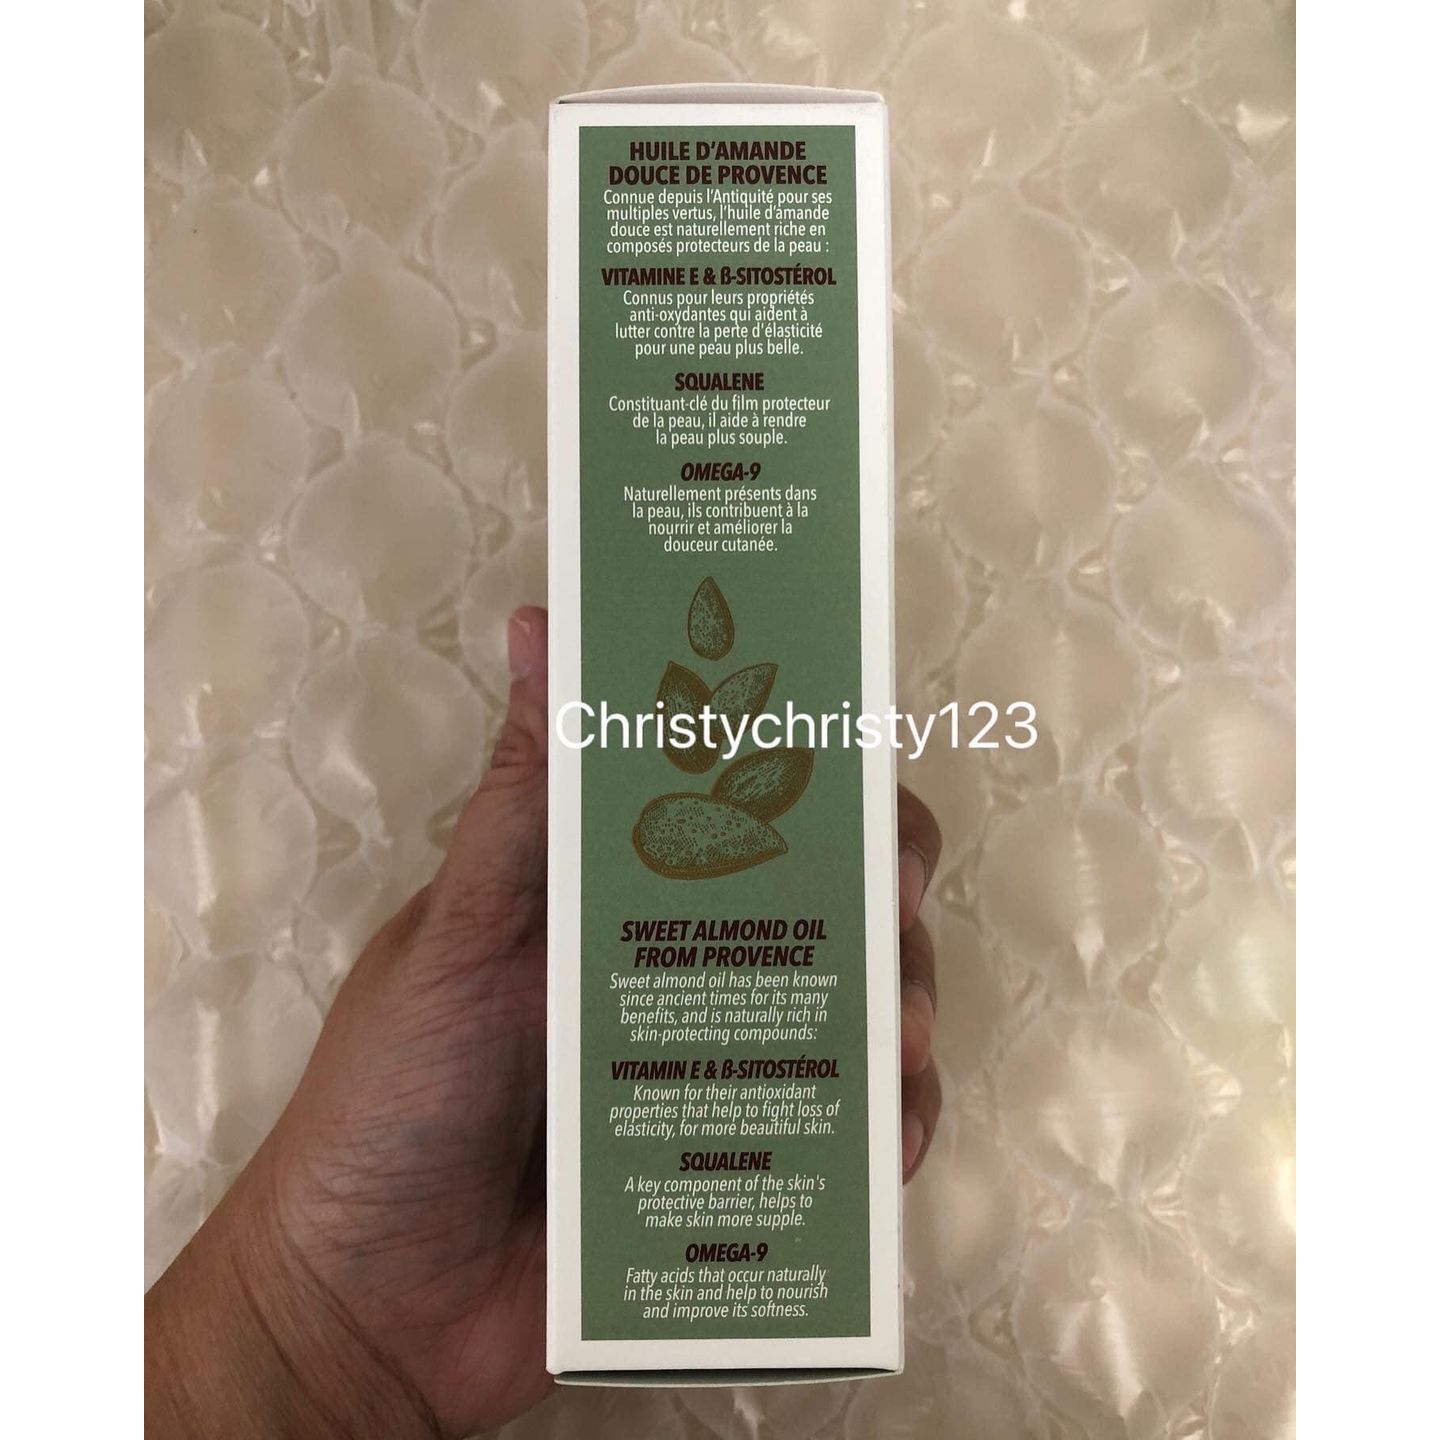 HUILE D'AMANDE
DOUCE DE PROVENCE
Connue depuis l'Antiquité pour ses
multiples vertus, l'huile d'amande
douce est naturellement riche en
composés protecteurs de la peau :
VITAMINE E & ß-SITOSTÉROL
Connus pour leurs propriétés
anti-oxydantes qui aident à
lutter contre la perte d'élasticité
pour une peau plus belle.
SQUALENE
Constituant-clé du film protecteur
de la peau, il aide à rendre
la peau plus souple.
OMEGA-9
Naturellement présents dans
la peau, ils contribuent à la
nourrir et améliorer la
douceur cutanée.
Christychristy123
SWEET ALMOND OIL
FROM PROVENCE
Sweet almond oil has been known
since ancient times for its many
benefits, and is naturally rich in
skin-protecting compounds:
VITAMIN E & ß-SITOSTÉROL
Known for their antioxidant
properties that help to fight loss of
elasticity, for more beautiful skin.
SQUALENE
A key component of the skin's
protective barrier, helps to
make skin more supple.
OMEGA-9
Fatty acids that occur naturally
in the skin and help to nourish
and improve its softness.